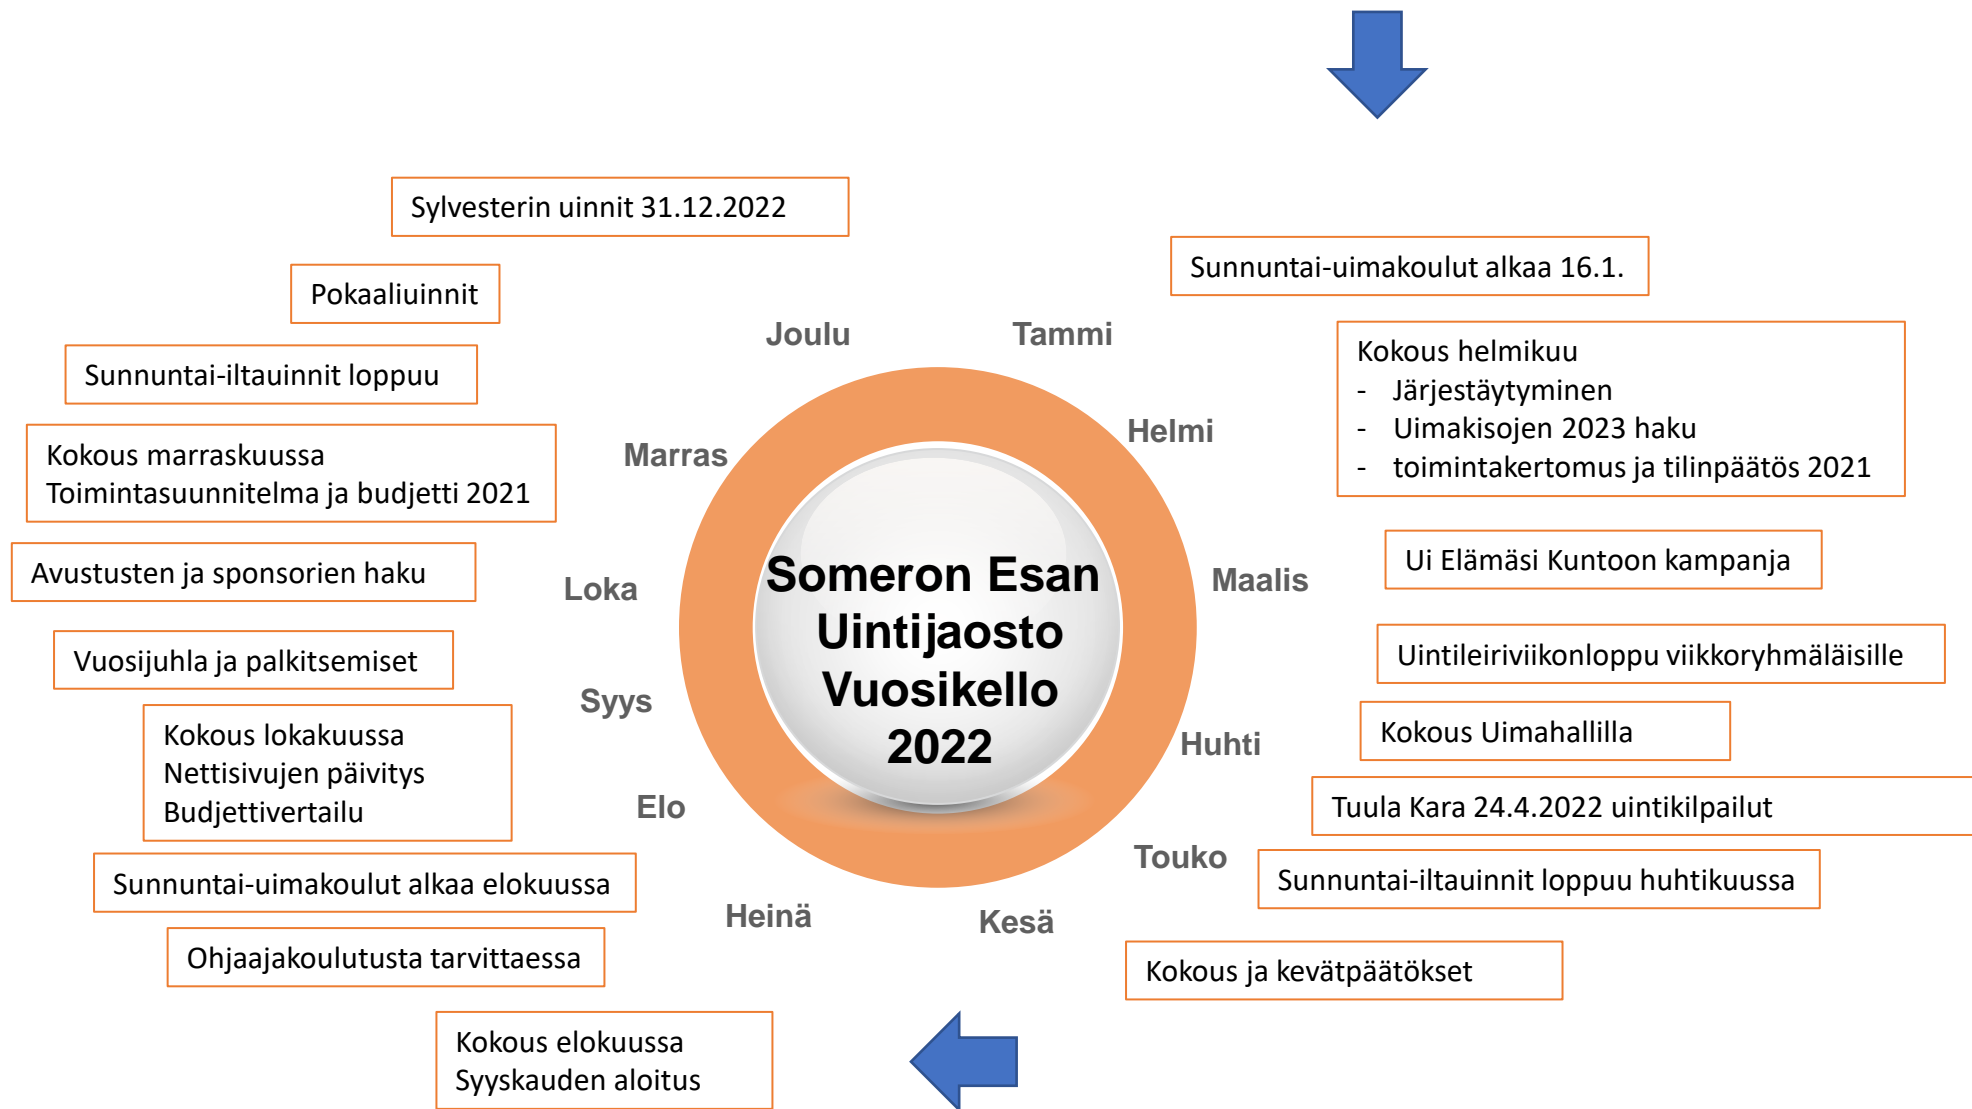 Sylvesterin uinnit 31.12.2022
Pokaaliuinnit
Sunnuntai-iltauinnit loppuu
Kokous marraskuussa
Toimintasuunnitelma ja budjetti 2021
Avustusten ja sponsorien haku
Vuosijuhla ja palkitsemiset
Kokous lokakuussa
Nettisivujen päivitys
Budjettivertailu
Sunnuntai-uimakoulut alkaa elokuussa
Ohjaajakoulutusta tarvittaessa
Kokous elokuussa
Syyskauden aloitus
Joulu
Tammi
Helmi
Maalis
Huhti
Touko
Kesä
Heinä
Elo
Syys
Loka
Marras
Someron Esan
Uintijaosto
Vuosikello
2022
Sunnuntai-uimakoulut alkaa 16.1.
Kokous helmikuu
- Järjestäytyminen
- Uimakisojen 2023 haku
- toimintakertomus ja tilinpäätös 2021
Ui Elämäsi Kuntoon kampanja
Uintileiriviikonloppu viikkoryhmäläisille
Kokous Uimahallilla
Tuula Kara 24.4.2022 uintikilpailut
Sunnuntai-iltauinnit loppuu huhtikuussa
Kokous ja kevätpäätökset